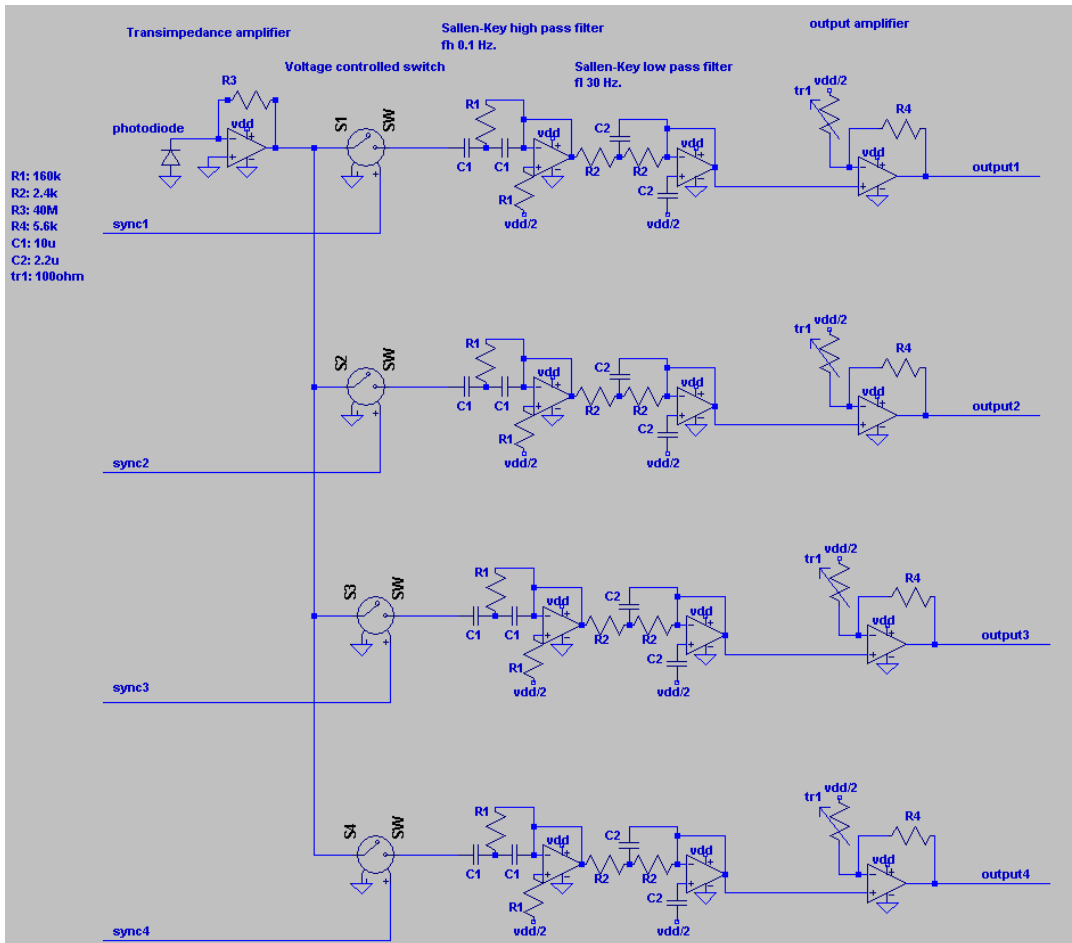 Transimpedance amplifier
Sallen-Key high pass filter
fh 0.1 Hz.
output amplifier
Voltage controlled switch
Sallen-Key low pass filter
fl 30 Hz.
R3
vdd
photodiode
S1
SW
R1
C1
C1
vdd
R1
vdd/2
C2
R2
R2
vdd
C2
vdd/2
tr1
vdd/2
R4
vdd
output1
sync1
R1: 160k
R2: 2.4k
R3: 40M
R4: 5.6k
C1: 10u
C2: 2.2u
tr1: 100ohm
S2
SW
R1
C1
C1
vdd
R1
vdd/2
C2
R2
R2
vdd
C2
vdd/2
tr1
vdd/2
R4
vdd
output2
sync2
S3
SW
R1
C1
C1
vdd
R1
vdd/2
C2
R2
R2
vdd
C2
vdd/2
tr1
vdd/2
R4
vdd
output3
sync3
S4
SW
R1
C1
C1
vdd
R1
vdd/2
C2
R2
R2
vdd
C2
vdd/2
tr1
vdd/2
R4
vdd
output4
sync4